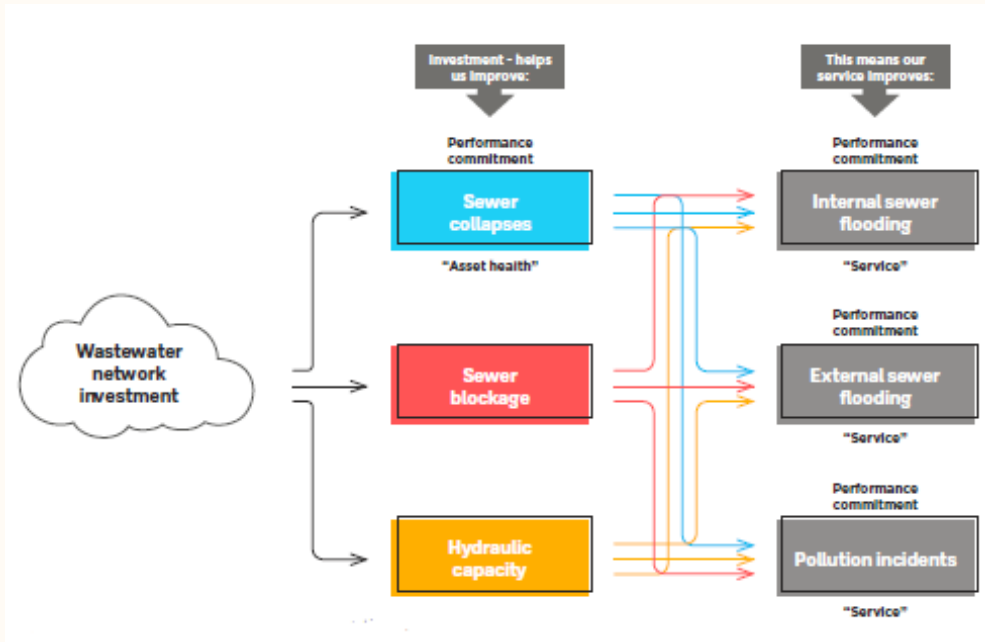 Investment - helps
us improve:
This means our
service improves:
Performance
commitment
Sewer
collapses
"Asset health"
Performance
commitment
Internal sewer
flooding
"Service"
Wastewater
network
investment
Sewer
blockage
Performance
commitment
External sewer
flooding
"Service"
Hydraulic
capacity
Performance
commitment
Pollution incidents
"Service"